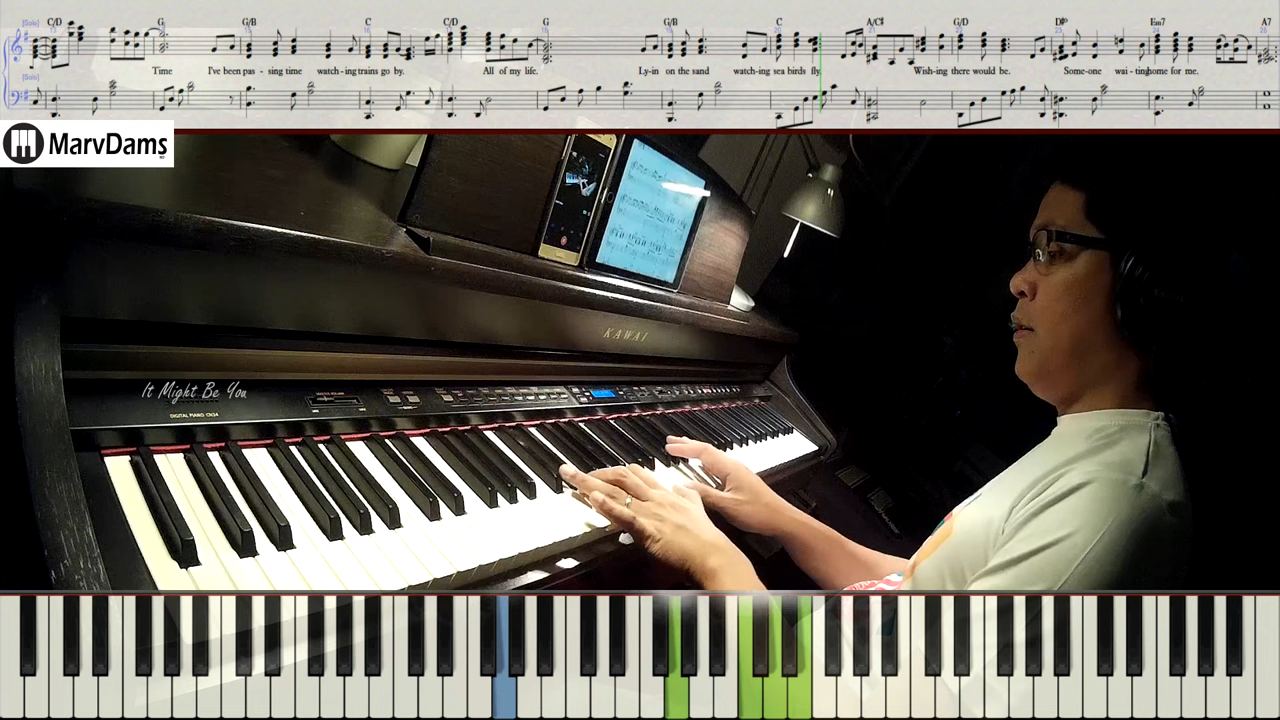 [Solo] C/D G G/B C C/D G G/B C A/C# G/D D#º Em7 A7
Time I've been pas - sing time watch-ing trains go by. All of my life. Ly-in on the sand watch-ing sea birds fly. Wish-ing there would be. Some-one wai-ting home for me.
[Solo]
MarvDams
KAWAI
It Might Be You
DIGITAL PIANO CN34